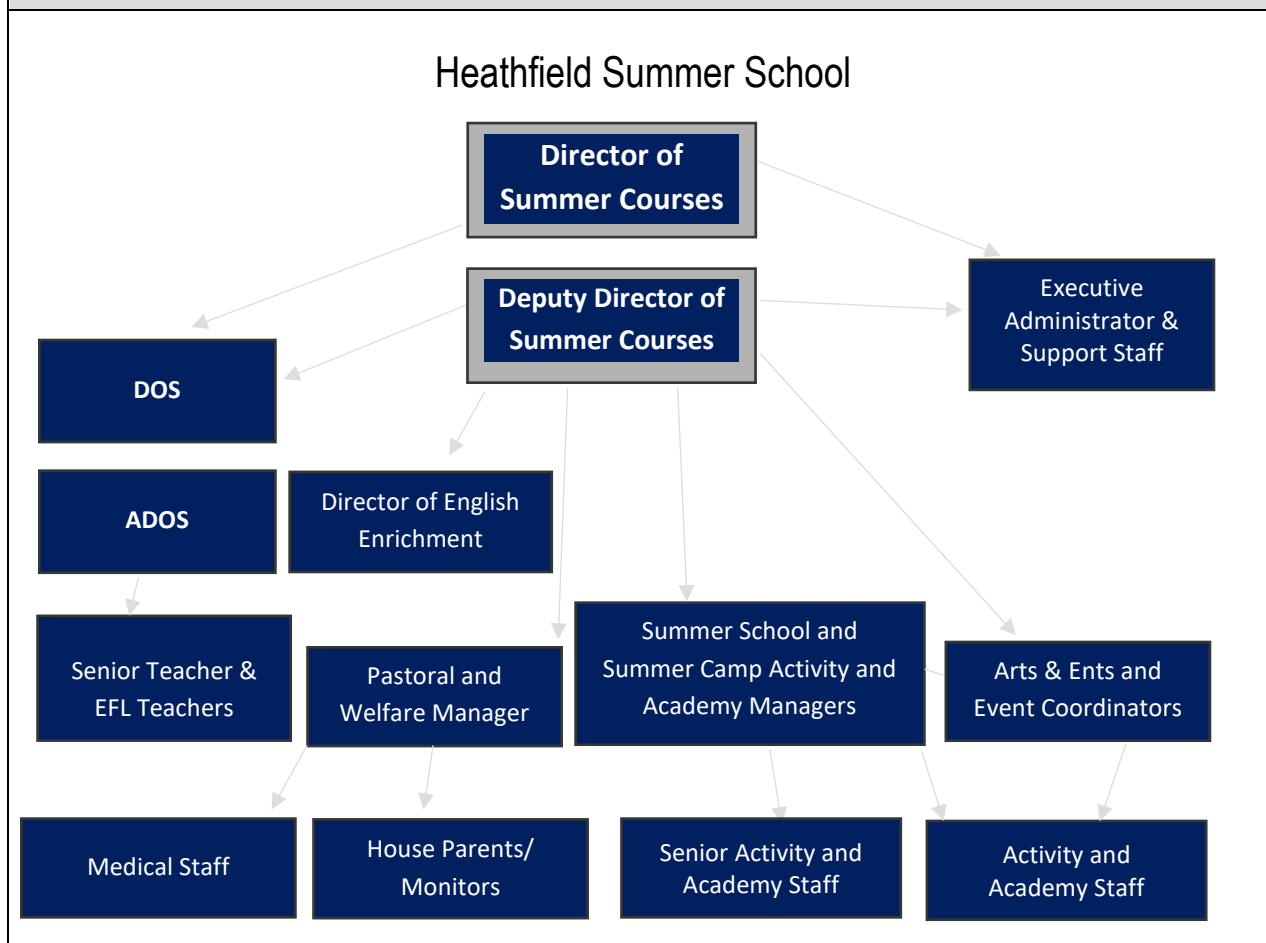 Heathfield Summer School
Director of
Summer Courses
Deputy Director of
Summer Courses
Executive
Administrator &
Support Staff
DOS
ADOS
Director of English
Enrichment
Senior Teacher &
EFL Teachers
Pastoral and
Welfare Manager
Summer School and
Summer Camp Activity and
Academy Managers
Arts & Ents and
Event Coordinators
Medical Staff
House Parents/
Monitors
Senior Activity and
Academy Staff
Activity and
Academy Staff